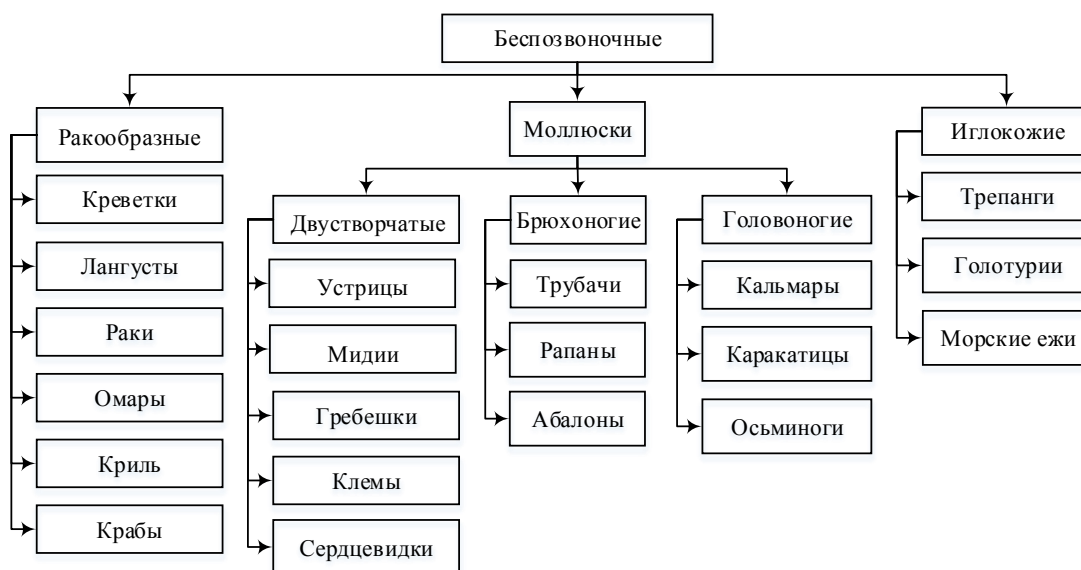 Беспозвоночные
Ракообразные
Креветки
Лангусты
Раки
Омары
Криль
Крабы
Моллюски
Двустворчатые
Устрицы
Мидии
Гребешки
Клемы
Сердцевидки
Брюхоногие
Трубачи
Рапаны
Абалоны
Головоногие
Кальмары
Каракатицы
Осьминоги
Иглокожие
Трепанги
Голотурии
Морские ежи